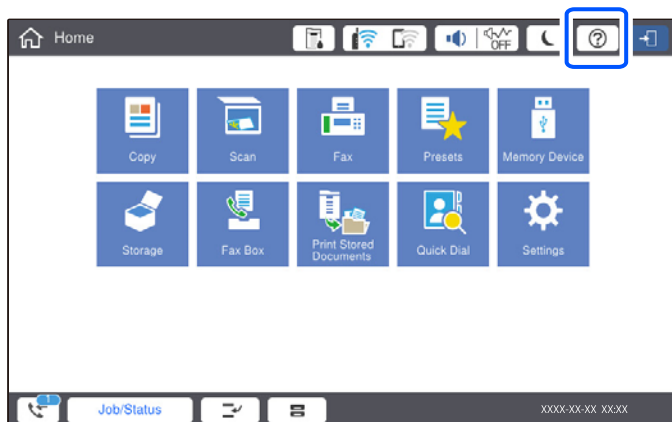 Home
OFF
?
Copy
Scan
Fax
Presets
Memory Device
Storage
Fax Box
Print Stored
Documents
Quick Dial
Settings
1
Job/Status
XXXX-XX-XX XX:XX